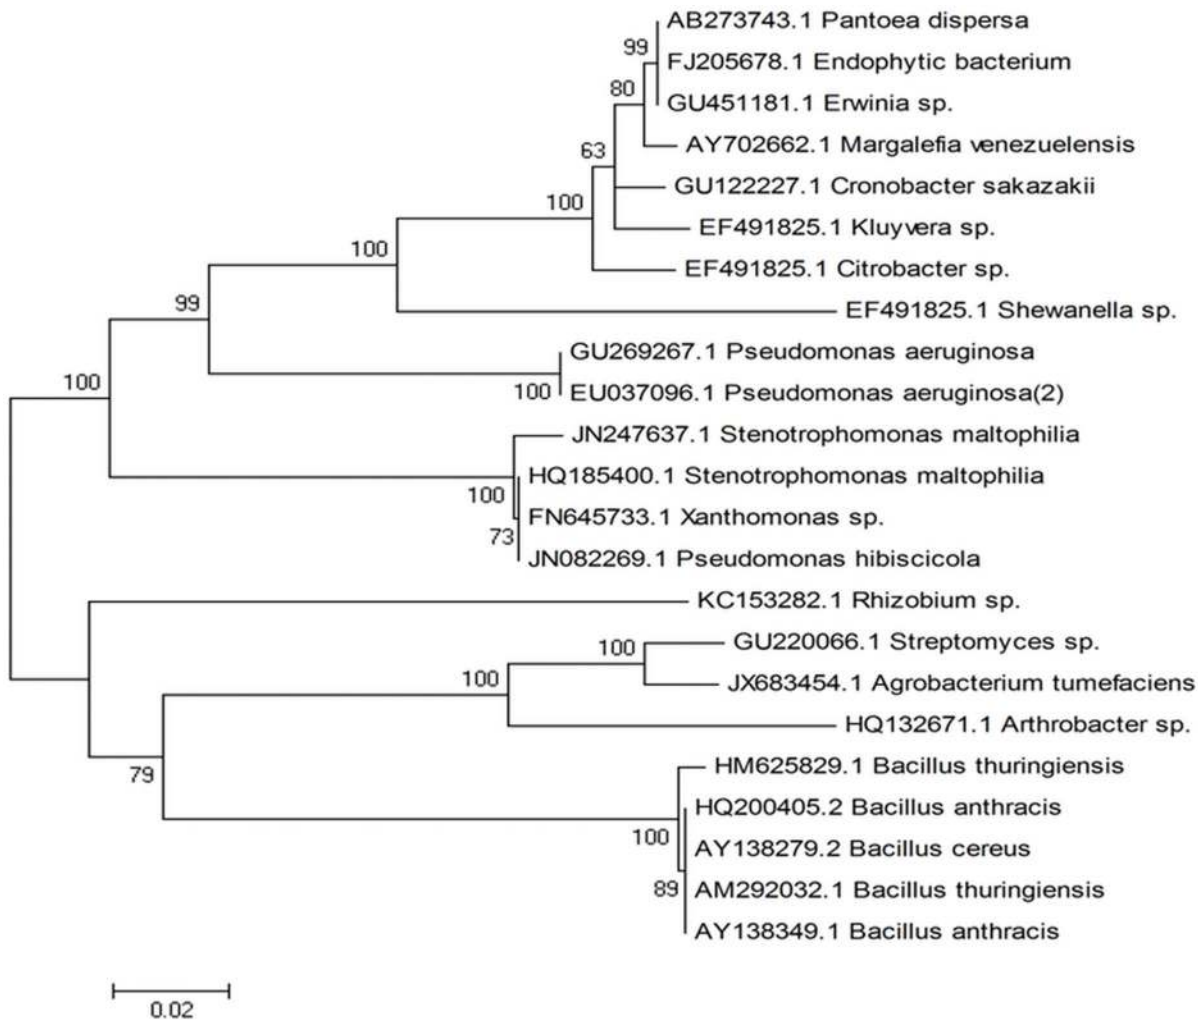 AB273743.1 Pantoea dispersa
99
FJ205678.1 Endophytic bacterium
80
GU451181.1 Erwinia sp.
AY702662.1 Margalefia venezuelensis
63
GU122227.1 Cronobacter sakazakii
100
EF491825.1 Kluyvera sp.
100
EF491825.1 Citrobacter sp.
99
EF491825.1 Shewanella sp.
GU269267.1 Pseudomonas aeruginosa
100
100
EU037096.1 Pseudomonas aeruginosa(2)
JN247637.1 Stenotrophomonas maltophilia
HQ185400.1 Stenotrophomonas maltophilia
100
FN645733.1 Xanthomonas sp.
73
JN082269.1 Pseudomonas hibiscicola
KC153282.1 Rhizobium sp.
GU220066.1 Streptomyces sp.
100
100
JX683454.1 Agrobacterium tumefaciens
HQ132671.1 Arthrobacter sp.
79
HM625829.1 Bacillus thuringiensis
HQ200405.2 Bacillus anthracis
100
AY138279.2 Bacillus cereus
89
AM292032.1 Bacillus thuringiensis
AY138349.1 Bacillus anthracis
0.02